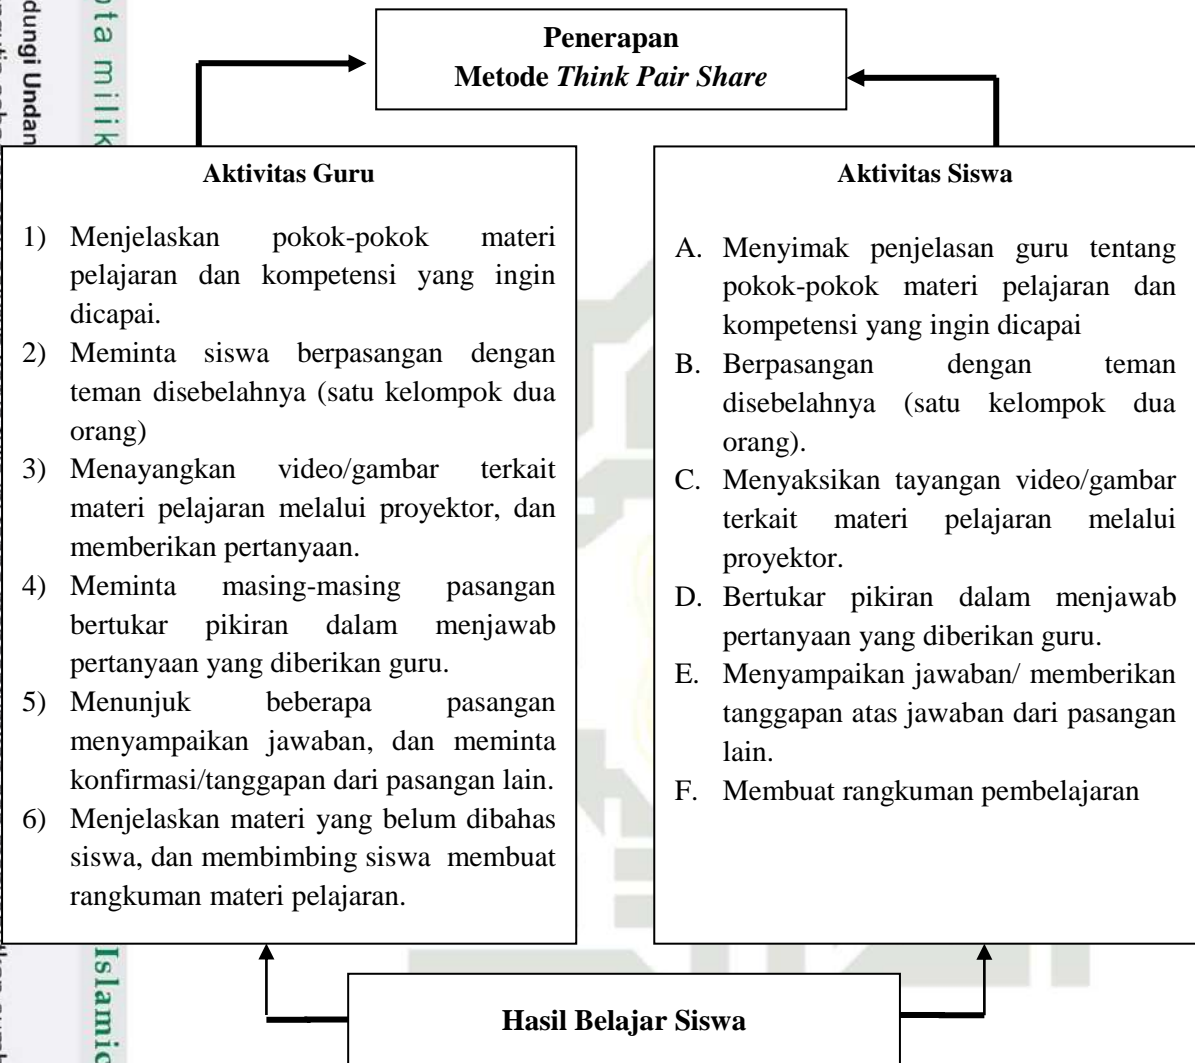 Penerapan
Metode Think Pair Share
Aktivitas Guru
1) Menjelaskan pokok-pokok materi
pelajaran dan kompetensi yang ingin
dicapai.
2) Meminta siswa berpasangan dengan
teman disebelahnya (satu kelompok dua
orang)
3) Menayangkan video/gambar terkait
materi pelajaran melalui proyektor, dan
memberikan pertanyaan.
4) Meminta masing-masing pasangan
bertukar pikiran dalam menjawab
pertanyaan yang diberikan guru.
5) Menunjuk beberapa pasangan
menyampaikan jawaban, dan meminta
konfirmasi/tanggapan dari pasangan lain.
6) Menjelaskan materi yang belum dibahas
siswa, dan membimbing siswa membuat
rangkuman materi pelajaran.
Aktivitas Siswa
A. Menyimak penjelasan guru tentang
pokok-pokok materi pelajaran dan
kompetensi yang ingin dicapai
B. Berpasangan dengan teman
disebelahnya (satu kelompok dua
orang).
C. Menyaksikan tayangan video/gambar
terkait materi pelajaran melalui
proyektor.
D. Bertukar pikiran dalam menjawab
pertanyaan yang diberikan guru.
E. Menyampaikan jawaban/ memberikan
tanggapan atas jawaban dari pasangan
lain.
F. Membuat rangkuman pembelajaran
Hasil Belajar Siswa
milik
Islamic